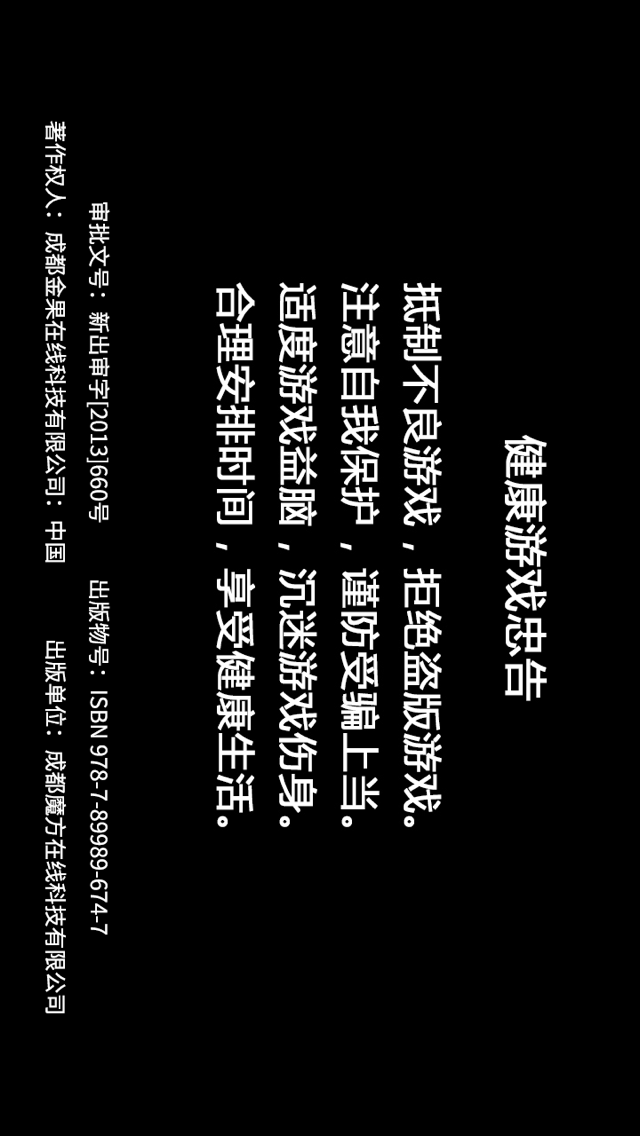 健康游戏忠告
抵制不良游戏，拒绝盗版游戏。
注意自我保护，谨防受骗上当。
适度游戏益脑，沉迷游戏伤身。
合理安排时间，享受健康生活。
审批文号：新出审字[2013]660号 出版物号：ISBN 978-7-89989-674-7
著作权人：成都金果在线科技有限公司：中国 出版单位：成都魔方在线科技有限公司